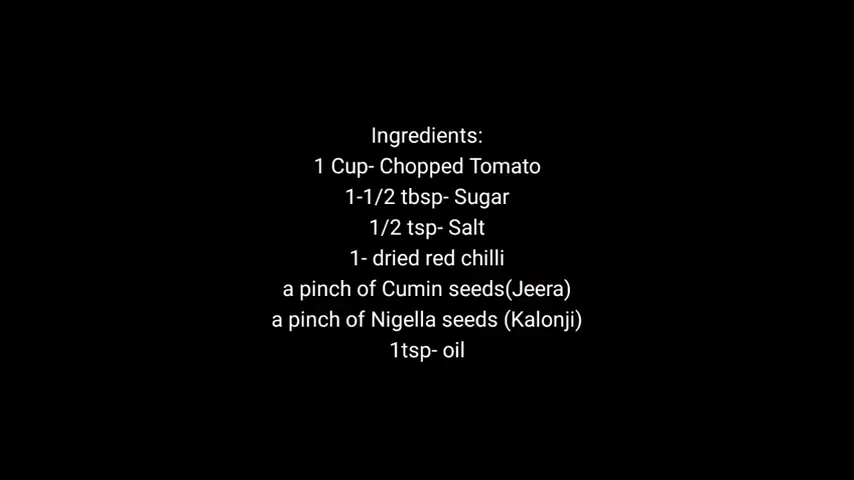 Ingredients:
1 Cup- Chopped Tomato
1-1/2 tbsp- Sugar
1/2 tsp- Salt
1- dried red chilli
a pinch of Cumin seeds(Jeera)
a pinch of Nigella seeds (Kalonji)
1tsp- oil